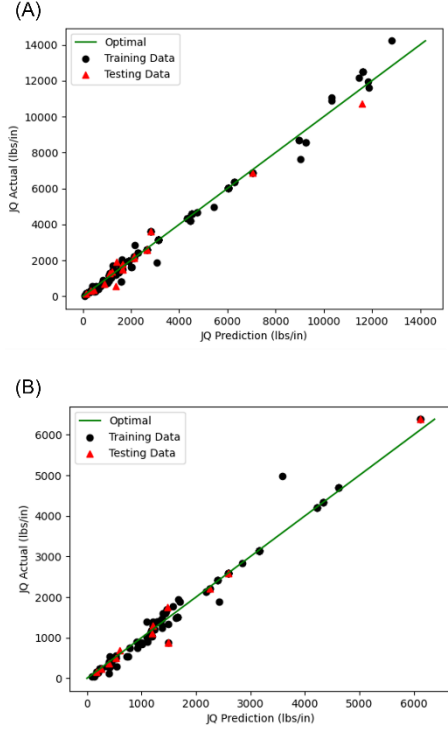 (A)
Optimal
Training Data
Testing Data
14000
12000
10000
8000
6000
4000
2000
0
JQ Actual (lbs/in)
0 2000 4000 6000 8000 10000 12000 14000
JQ Prediction (lbs/in)
(B)
Optimal
Training Data
Testing Data
6000
5000
4000
3000
2000
1000
0
JQ Actual (lbs/in)
0 1000 2000 3000 4000 5000 6000
JQ Prediction (lbs/in)